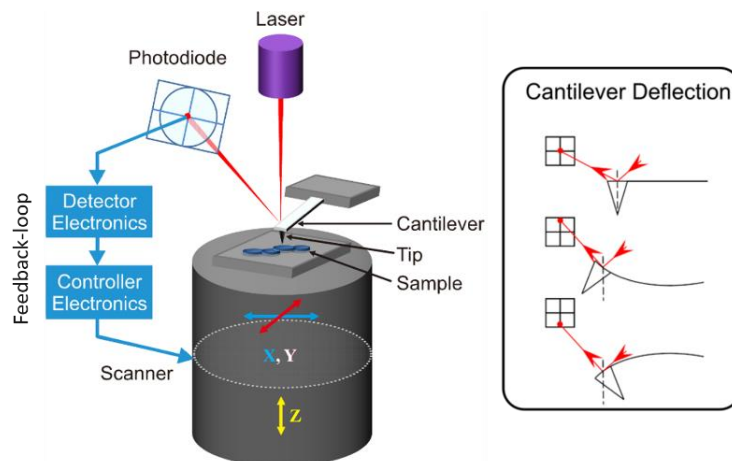 Laser
Photodiode
Cantilever Deflection
Feedback-loop
Detector
Electronics
Cantilever
Tip
Controller
Electronics
Sample
X, Y
Scanner
Z